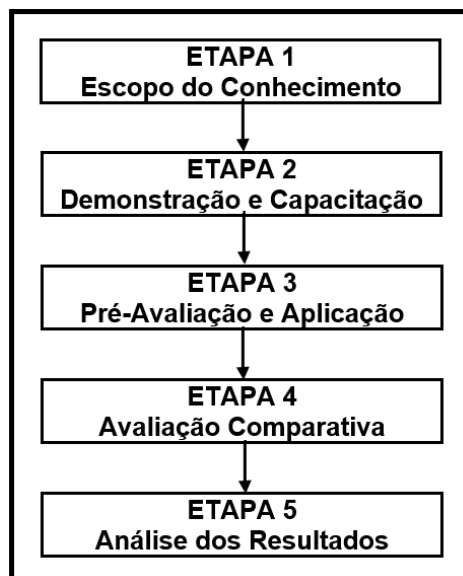 ETAPA 1
Escopo do Conhecimento
ETAPA 2
Demonstração e Capacitação
ETAPA 3
Pré-Avaliação e Aplicação
ETAPA 4
Avaliação Comparativa
ETAPA 5
Análise dos Resultados